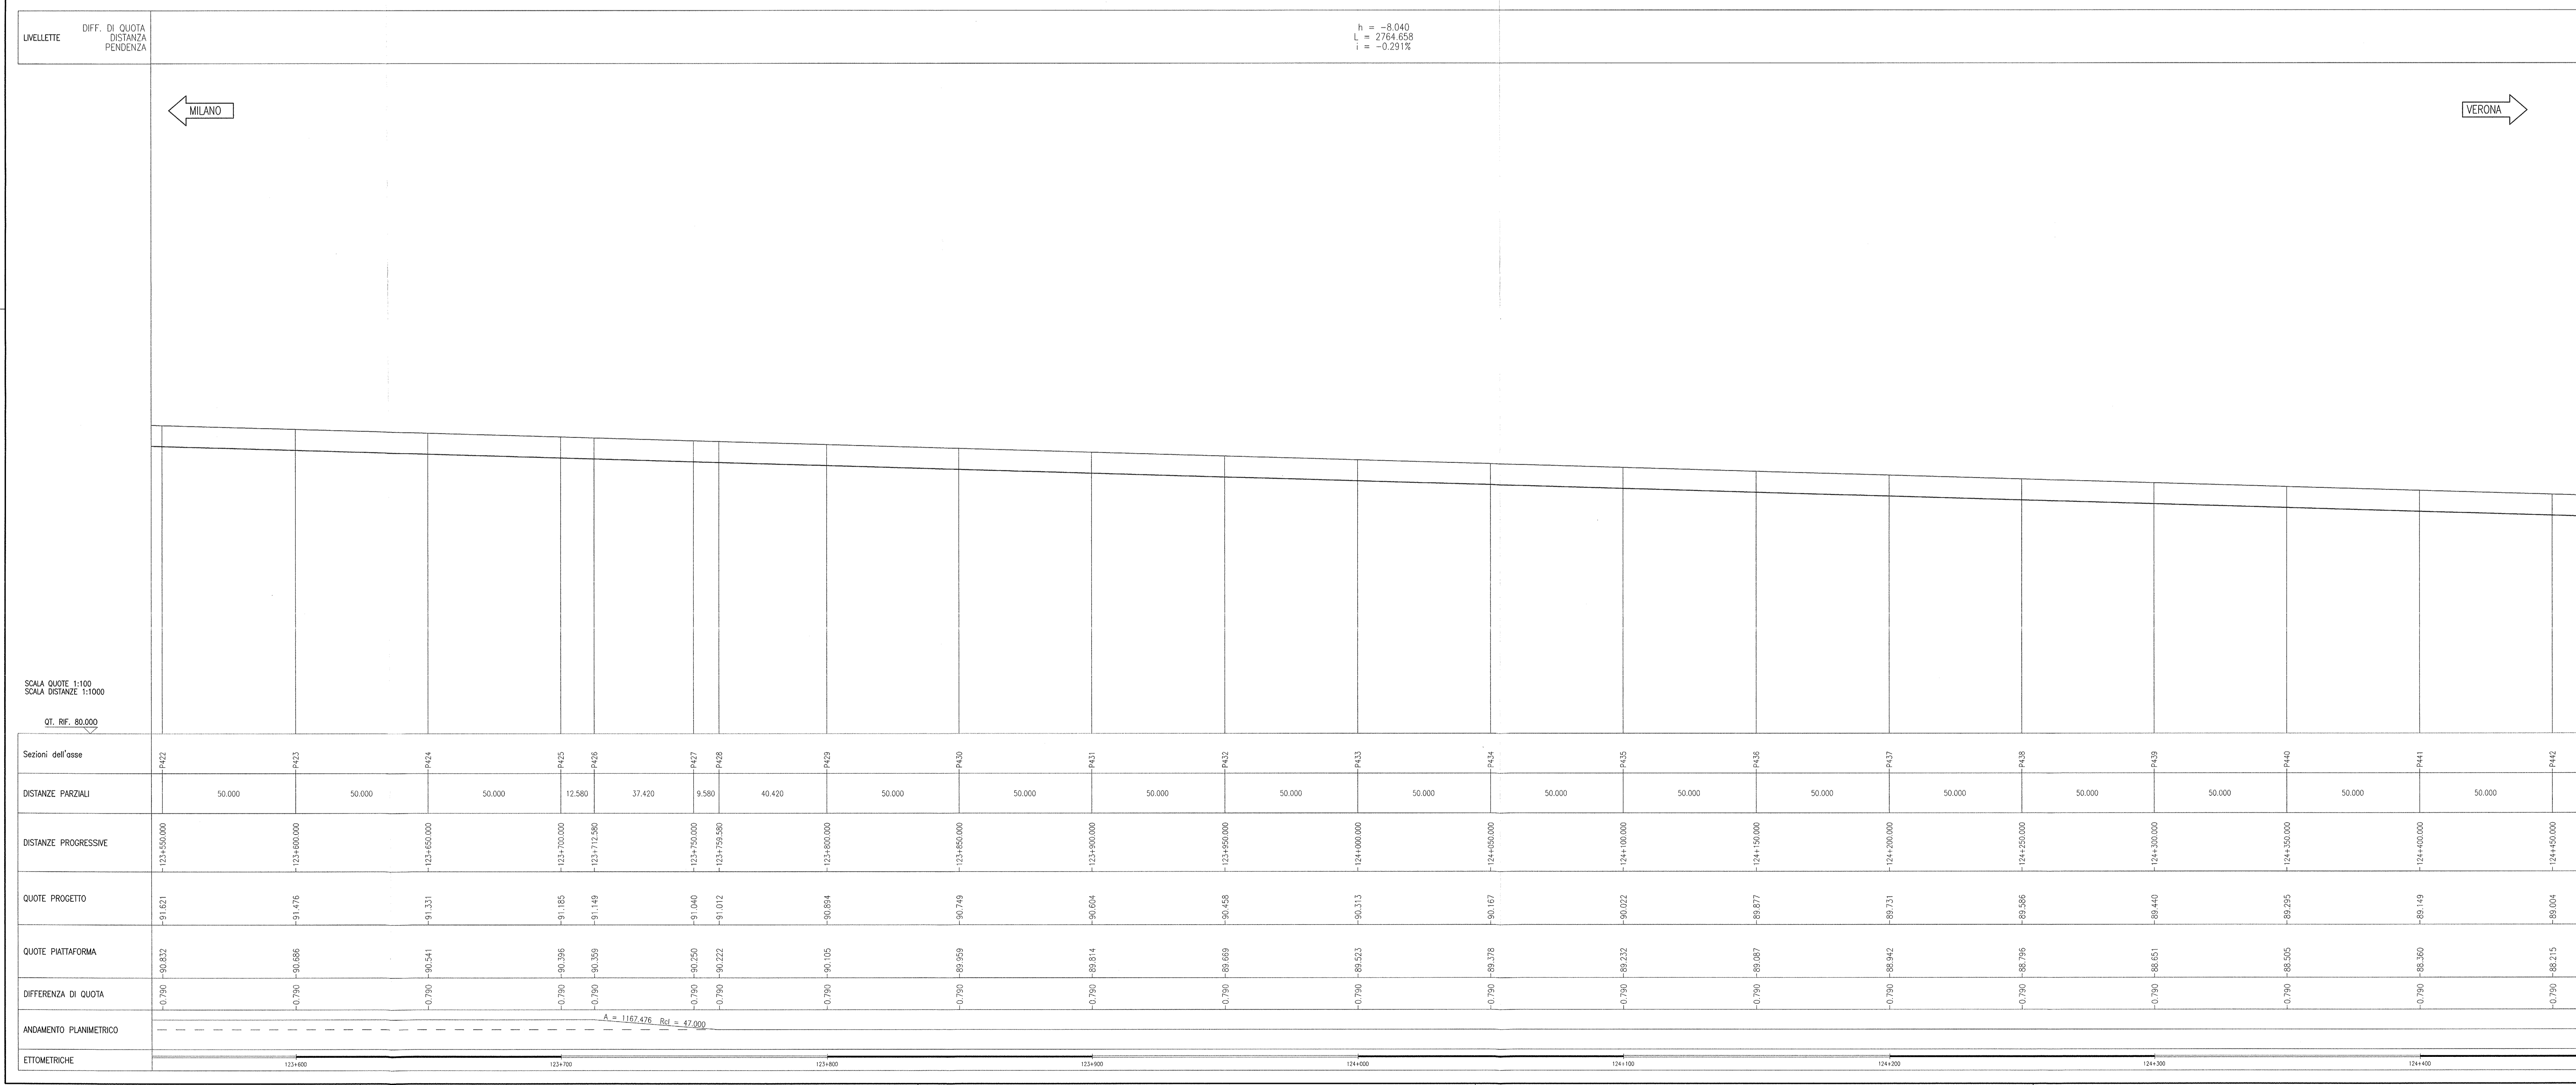 LIVELLETTE
DIFF. DI QUOTA
DISTANZA
PENDENZA
h = -8.040
L = 2764.658
i = -0.291%
MILANO
VERONA
SCALA QUOTE 1:100
SCALA DISTANZE 1:1000
QT. RIF. 80.000
Sezioni dell'asse P422 P423 P424 P425 P426 P427 P428 P429 P430 P431 P432 P433 P434 P435 P436 P437 P438 P439 P440 P441 P442
DISTANZE PARZIALI 50.000 50.000 50.000 12.580 37.420 9.580 40.420 50.000 50.000 50.000 50.000 50.000 50.000 50.000 50.000 50.000 50.000 50.000 50.000 50.000
DISTANZE PROGRESSIVE 123+550.000 123+600.000 123+650.000 123+700.000 123+712.580 123+750.000 123+759.580 123+800.000 123+850.000 123+900.000 123+950.000 124+000.000 124+050.000 124+100.000 124+150.000 124+200.000 124+250.000 124+300.000 124+350.000 124+400.000 124+450.000
QUOTE PROGETTO 91.621 91.476 91.331 91.185 91.149 91.040 91.012 90.894 90.749 90.604 90.458 90.313 90.167 90.022 89.877 89.731 89.586 89.440 89.295 89.149 89.004
QUOTE PIATTAFORMA 90.832 90.686 90.541 90.396 90.359 90.250 90.222 90.105 89.959 89.814 89.669 89.523 89.378 89.232 89.087 88.942 88.796 88.651 88.505 88.360 88.215
DIFFERENZA DI QUOTA -0.790 -0.790 -0.790 -0.790 -0.790 -0.790 -0.790 -0.790 -0.790 -0.790 -0.790 -0.790 -0.790 -0.790 -0.790 -0.790 -0.790 -0.790 -0.790 -0.790 -0.790
ANDAMENTO PLANIMETRICO A = 1167.476 Rcl = 47.000
ETTOMETRICHE 123+600 123+700 123+800 123+900 124+000 124+100 124+200 124+300 124+400